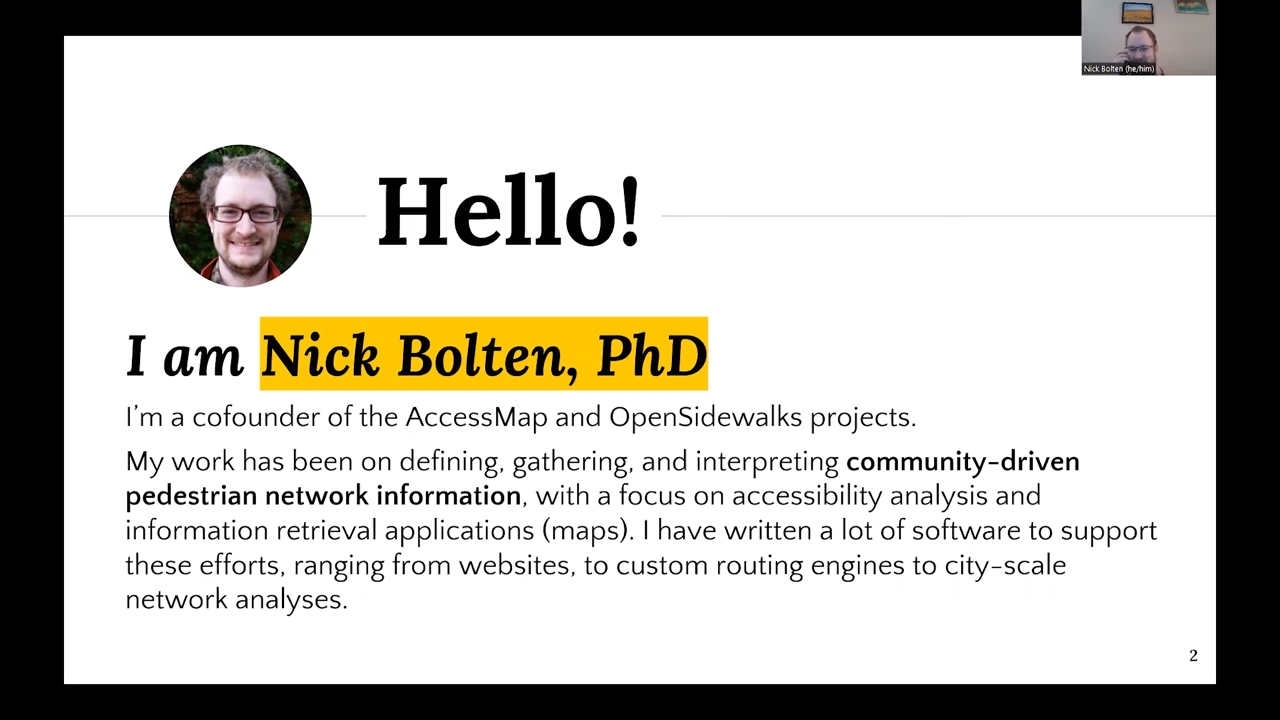 Nick Bolten (he/him)
Hello!
I am Nick Bolten, PhD
I'm a cofounder of the AccessMap and OpenSidewalks projects.
My work has been on defining, gathering, and interpreting community-driven
pedestrian network information, with a focus on accessibility analysis and
information retrieval applications (maps). I have written a lot of software to support
these efforts, ranging from websites, to custom routing engines to city-scale
network analyses.
2